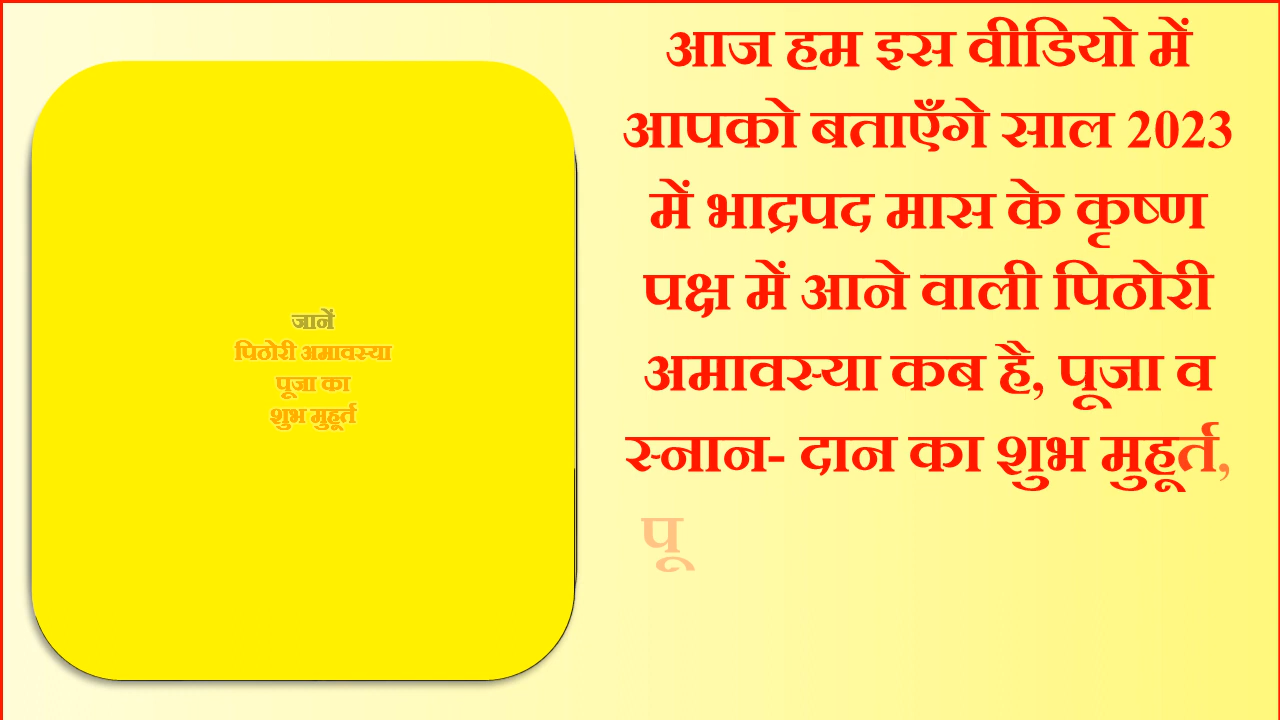 जानें
पिठोरी अमावस्या
पूजा का
शुभ मुहूर्त
आज हम इस वीडियो में
आपको बताएँगे साल 2023
में भाद्रपद मास के कृष्ण
पक्ष में आने वाली पिठोरी
अमावस्या कब है, पूजा व
स्नान- दान का शुभ मुहूर्त,
पू